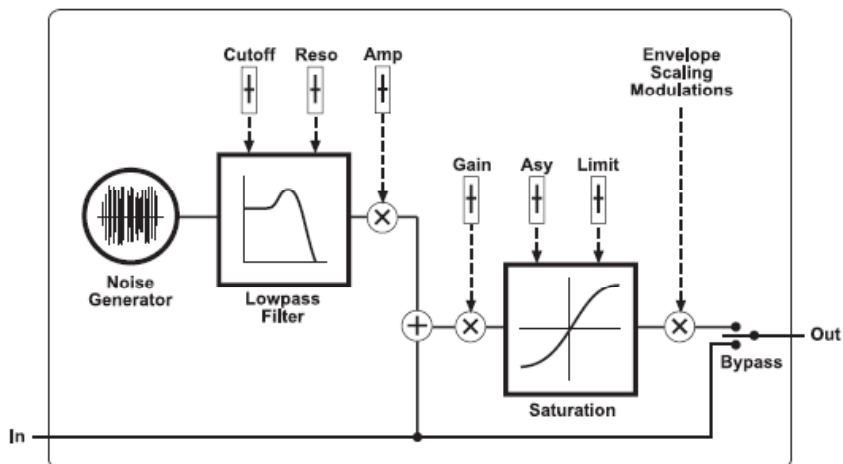 Cutoff Reso Amp
Envelope
Scaling
Modulations
Gain Asy Limit
Noise
Generator
Lowpass
Filter
Out
Bypass
Saturation
In